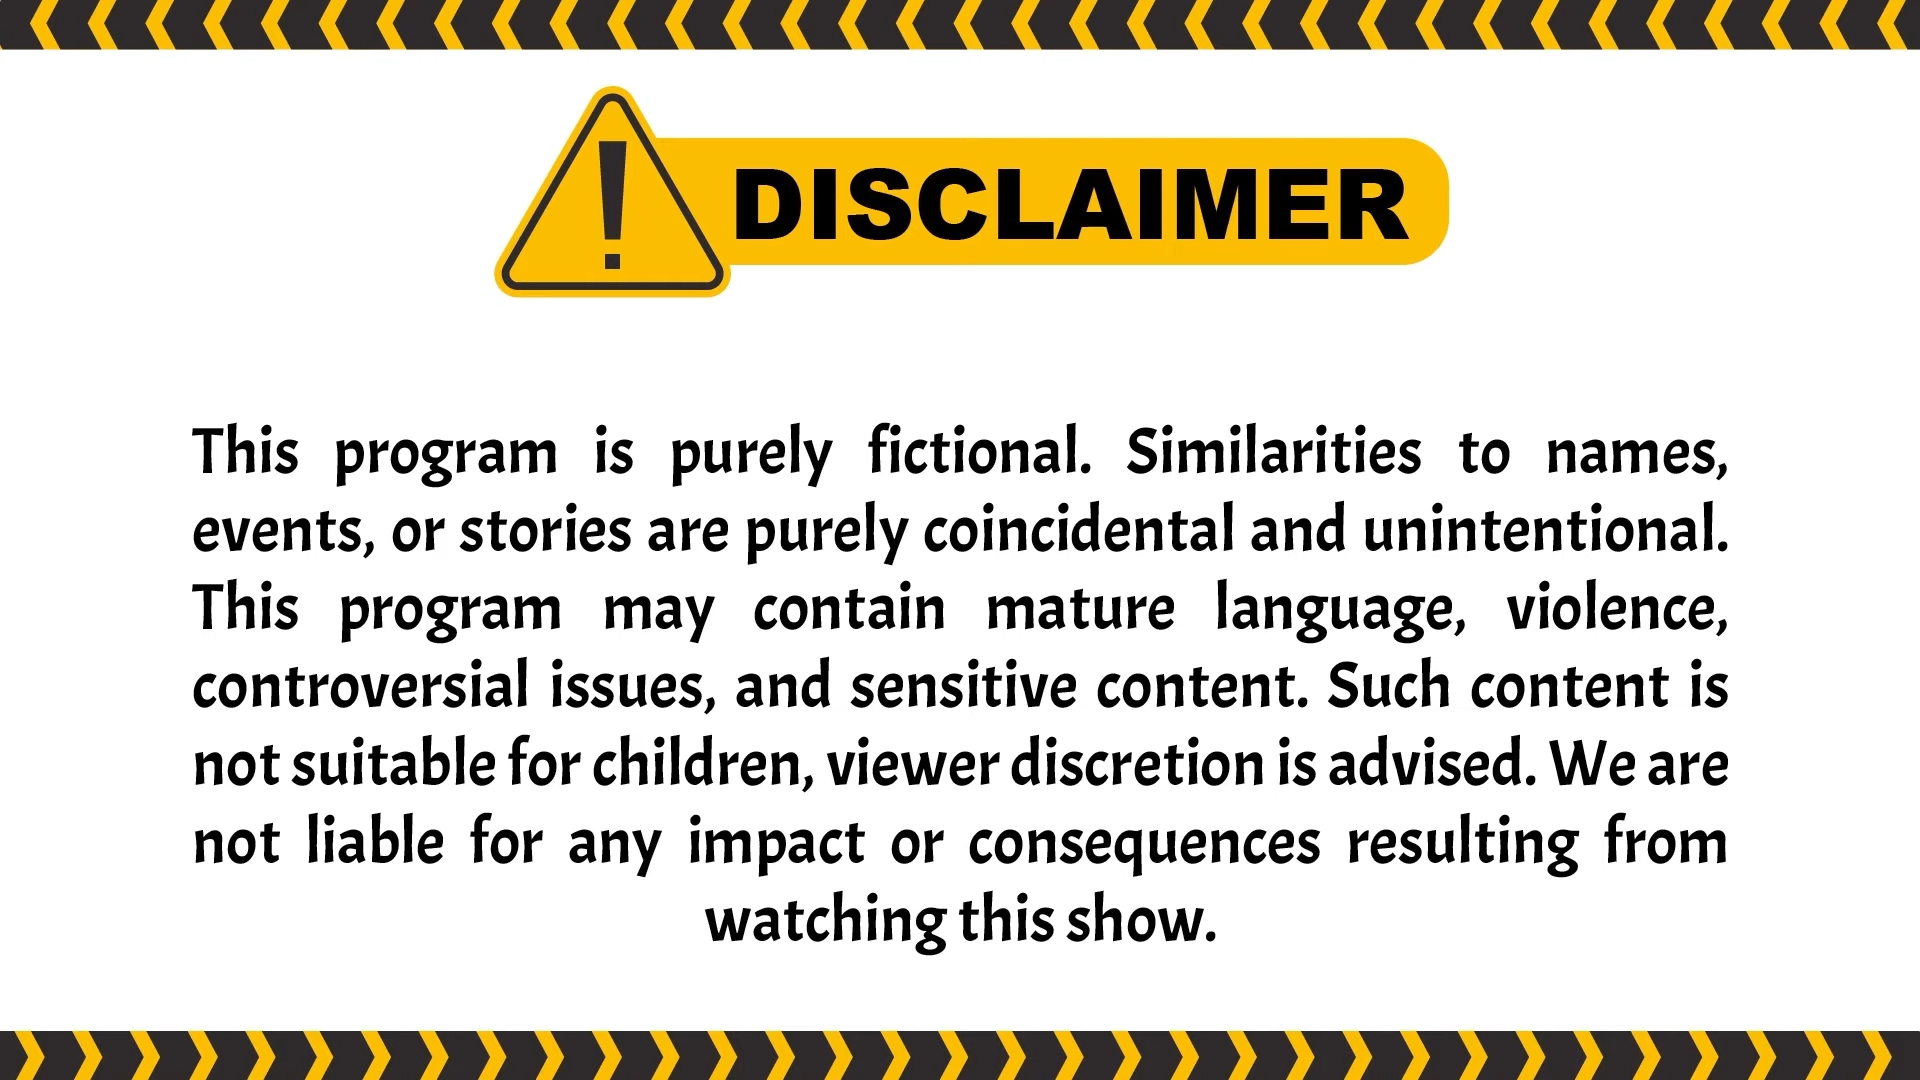 DISCLAIMER
This program is purely fictional. Similarities to names,
events, or stories are purely coincidental and unintentional.
This program may contain mature language, violence,
controversial issues, and sensitive content. Such content is
not suitable for children, viewer discretion is advised. We are
not liable for any impact or consequences resulting from
watching this show.